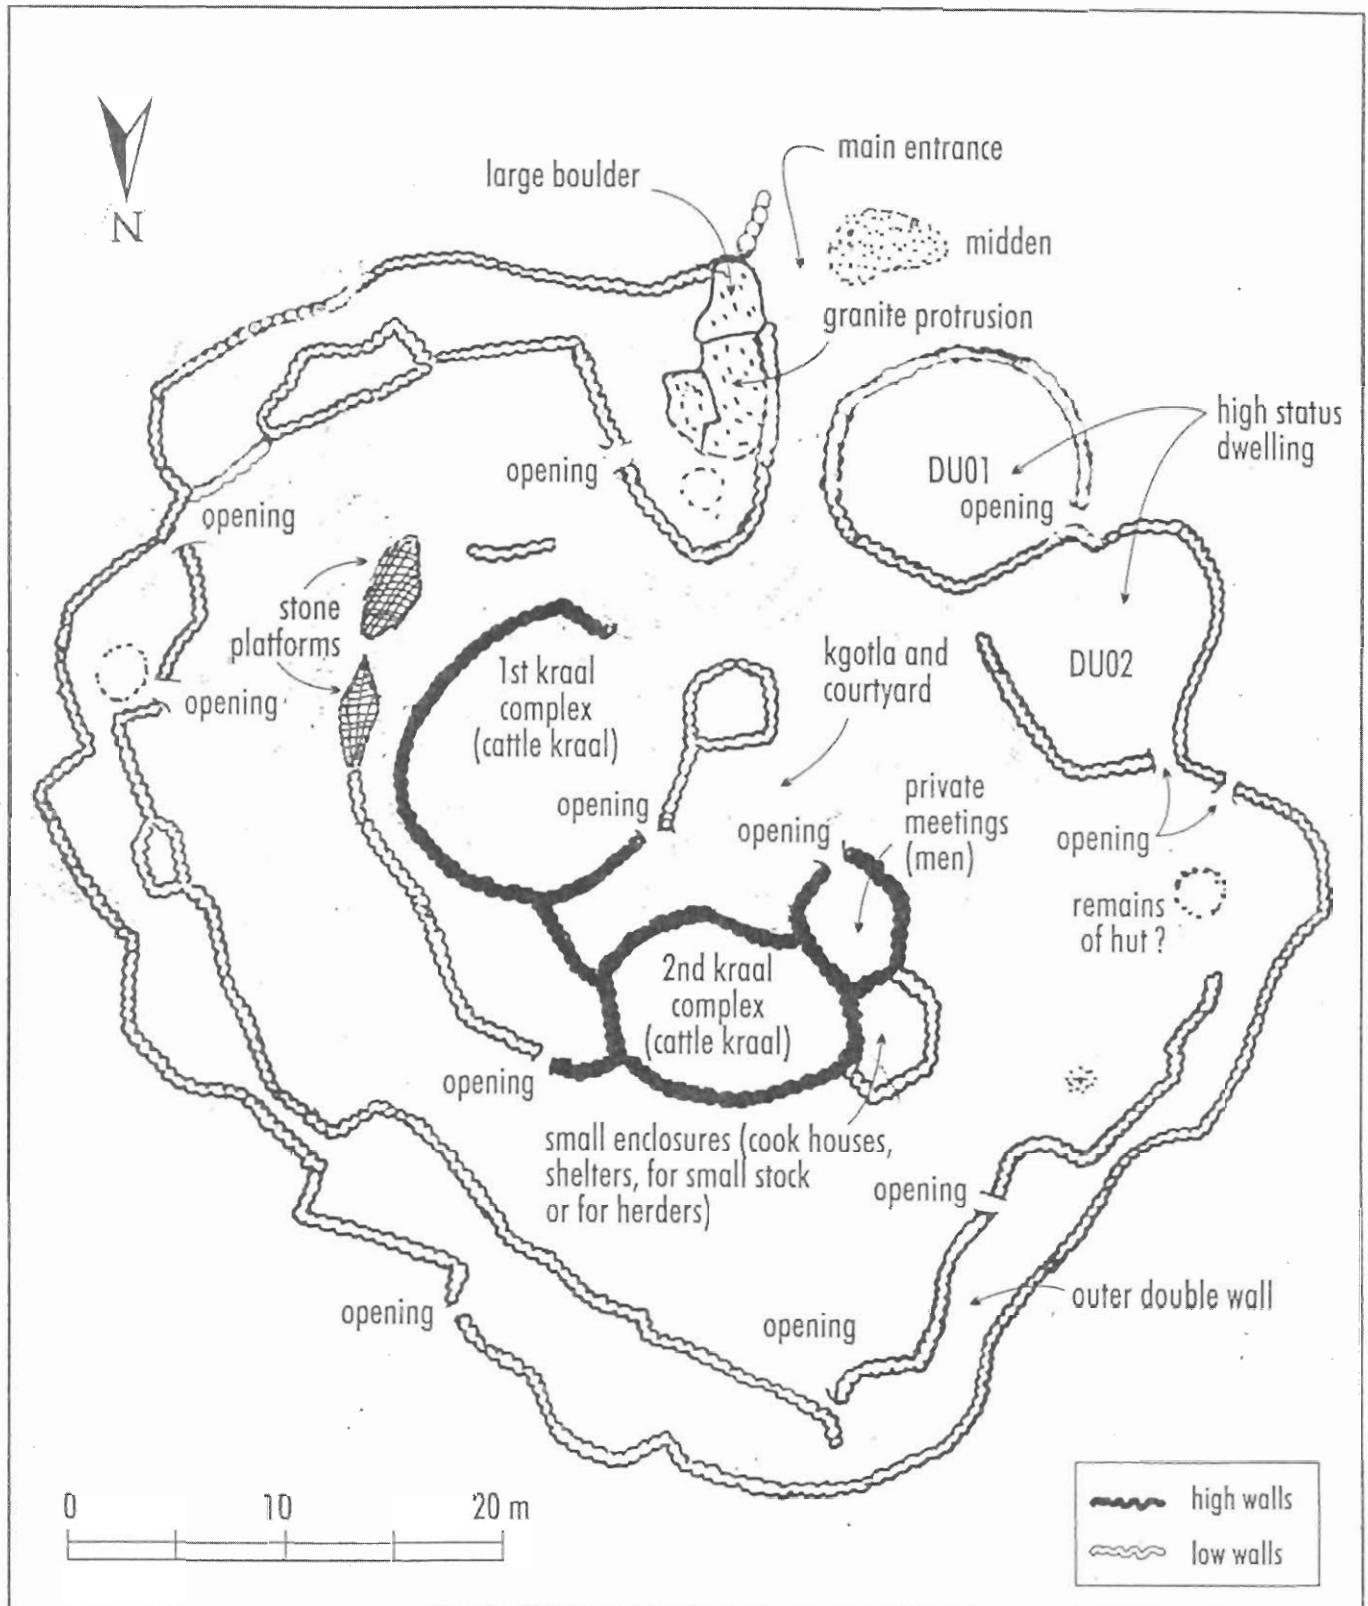 N
large boulder
main entrance
midden
granite protrusion
high status
dwelling
DU01
opening
opening
opening
stone
platforms
opening
1st kraal
complex
(cattle kraal)
kgotla and
courtyard
DU02
opening
opening
private
meetings
(men)
opening
remains
of hut ?
2nd kraal
complex
(cattle kraal)
opening
small enclosures (cook houses,
shelters, for small stock
or for herders)
opening
outer double wall
opening
opening
0 10 20 m
high walls
low walls